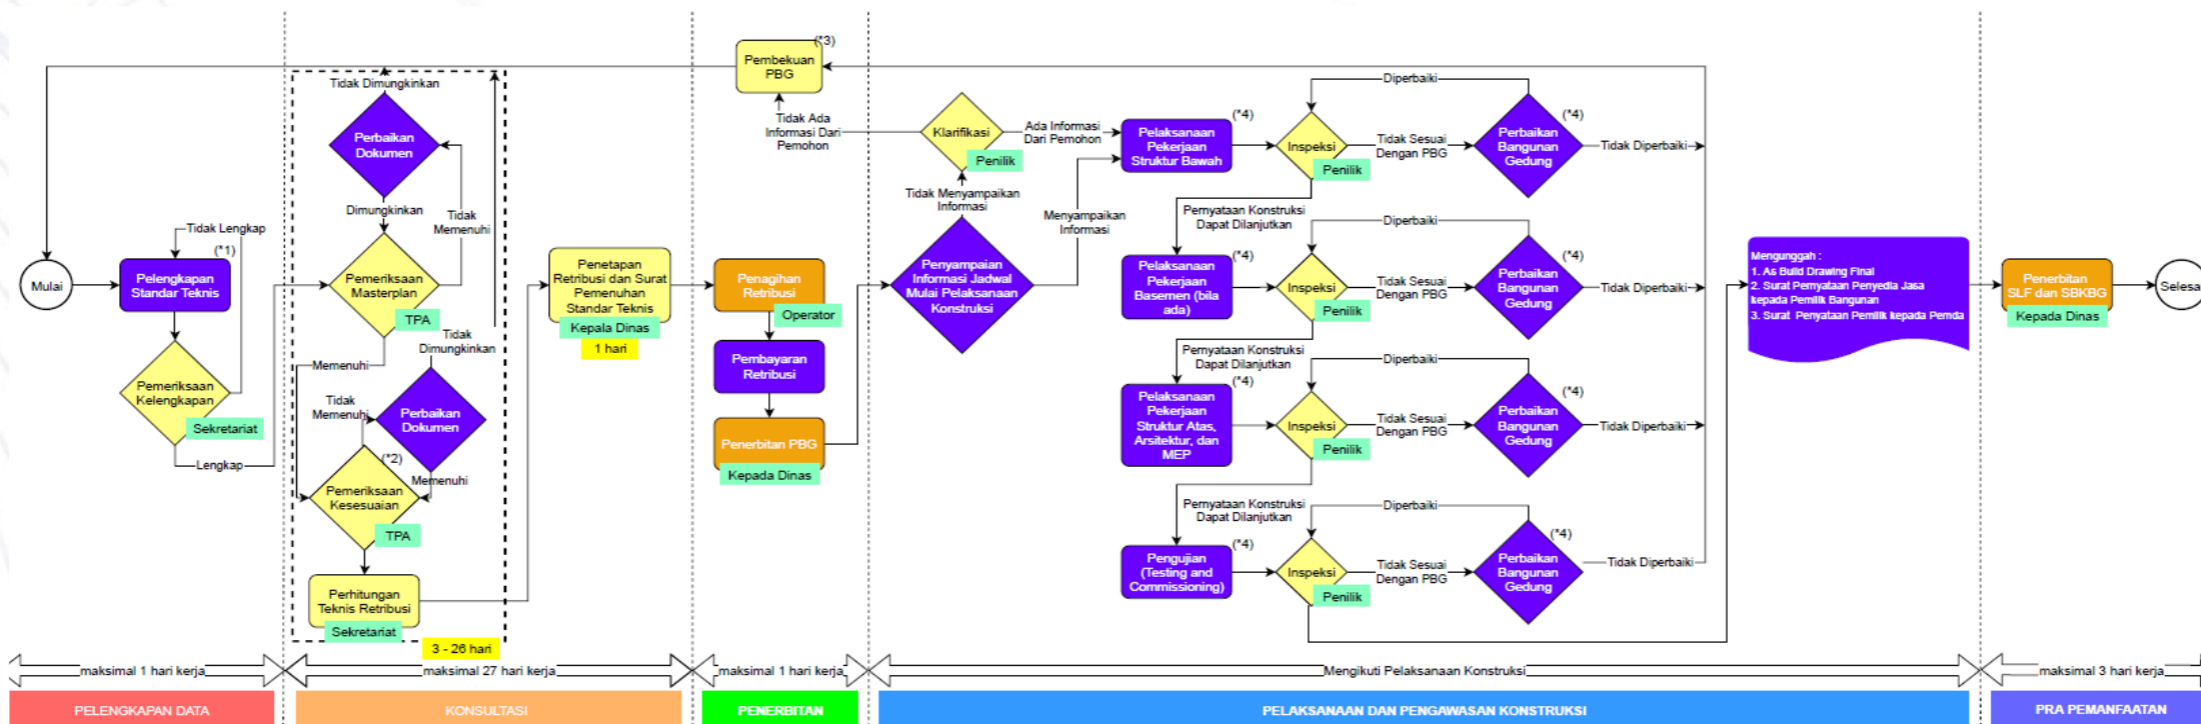 Mulai
Tidak Lengkap
(*1)
Pelengkapan
Standar Teknis
Pemeriksaan
Kelengkapan
Sekretariat
Lengkap
Tidak Dimungkinkan
Perbaikan
Dokumen
Dimungkinkan
Tidak
Memenuhi
Pemeriksaan
Masterplan
TPA
Tidak
Dimungkinkan
Memenuhi
Tidak
Memenuhi
Perbaikan
Dokumen
(*2)
Memenuhi
Pemeriksaan
Kesesuaian
TPA
Perhitungan
Teknis Retribusi
Sekretariat
3 - 26 hari
Penetapan
Retribusi dan Surat
Pemenuhan
Standar Teknis
Kepala Dinas
1 hari
(*3)
Pembekuan
PBG
Tidak Ada
Informasi Dari
Pemohon
Penagihan
Retribusi
Operator
Pembayaran
Retribusi
Penerbitan PBG
Kepada Dinas
Klarifikasi
Penilik
Ada Informasi
Dari Pemohon
Tidak Menyampaikan
Informasi
Menyampaikan
Informasi
Penyampaian
Informasi Jadwal
Mulai Pelaksanaan
Konstruksi
Pelaksanaan
Pekerjaan
Struktur Bawah
(*4)
Inspeksi
Penilik
Diperbaiki
Tidak Sesuai
Dengan PBG
Perbaikan
Bangunan
Gedung
(*4)
Tidak Diperbaiki
Pernyataan Konstruksi
Dapat Dilanjutkan
Pelaksanaan
Pekerjaan
Basemen (bila
ada)
(*4)
Inspeksi
Penilik
Diperbaiki
Tidak Sesuai
Dengan PBG
Perbaikan
Bangunan
Gedung
(*4)
Tidak Diperbaiki
Pernyataan Konstruksi
Dapat Dilanjutkan
Pelaksanaan
Pekerjaan
Struktur Atas,
Arsitektur, dan
MEP
(*4)
Inspeksi
Penilik
Diperbaiki
Tidak Sesuai
Dengan PBG
Perbaikan
Bangunan
Gedung
(*4)
Tidak Diperbaiki
Pernyataan Konstruksi
Dapat Dilanjutkan
Pengujian
(Testing and
Commissioning)
(*4)
Inspeksi
Penilik
Diperbaiki
Tidak Sesuai
Dengan PBG
Perbaikan
Bangunan
Gedung
(*4)
Tidak Diperbaiki
Mengunggah :
1. As Build Drawing Final
2. Surat Pernyataan Penyedia Jasa
kepada Pemilik Bangunan
3. Surat Penyataan Pemilik kepada Pemda
Penerbitan
SLF dan SBKBG
Kepada Dinas
Selesa
maksimal 1 hari kerja
maksimal 27 hari kerja
maksimal 1 hari kerja
Mengikuti Pelaksanaan Konstruksi
maksimal 3 hari kerja
PELENGKAPAN DATA
KONSULTASI
PENERBITAN
PELAKSANAAN DAN PENGAWASAN KONSTRUKSI
PRA PEMANFAATAN